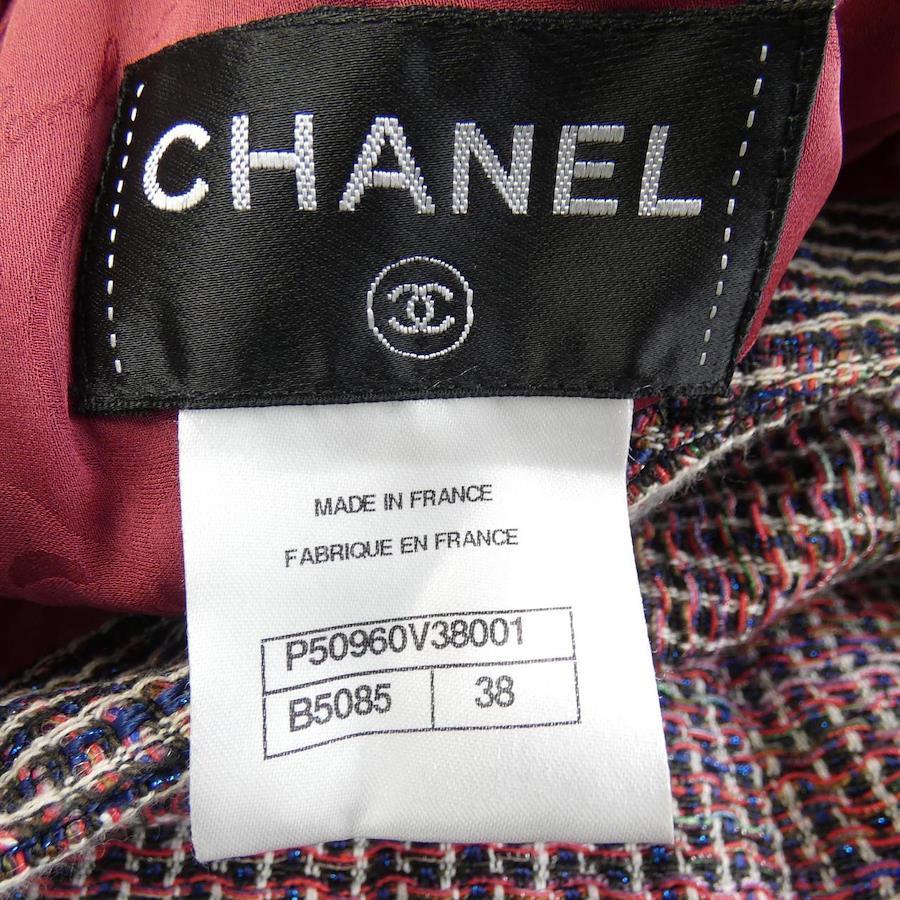 CHANEL
MADE IN FRANCE
FABRIQUE EN FRANCE
P50960V38001
B5085 38